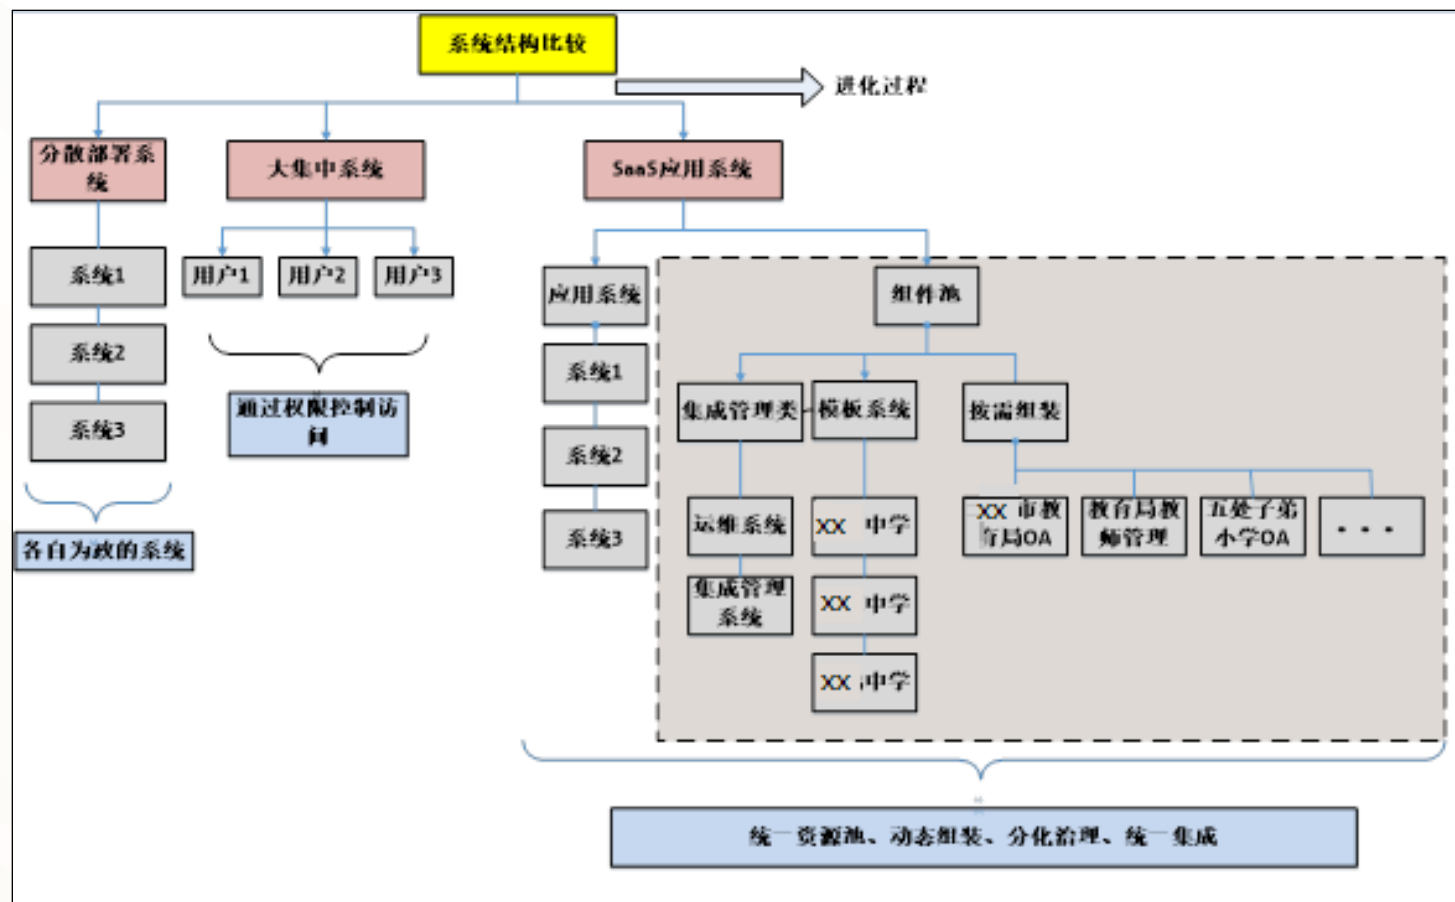 系统结构比较
进化过程
分散部署系
统
大集中系统
SaaS应用系统
系统1
系统2
系统3
用户1
用户2
用户3
通过权限控制访
问
各自为政的系统
应用系统
系统1
系统2
系统3
组件池
集成管理类
模板系统
按需组装
运维系统
集成管理
系统
XX 中学
XX 中学
XX 中学
XX 市教
育局OA
教育局教
师管理
五处子弟
小学OA
• • •
统一资源池、动态组装、分化治理、统一集成